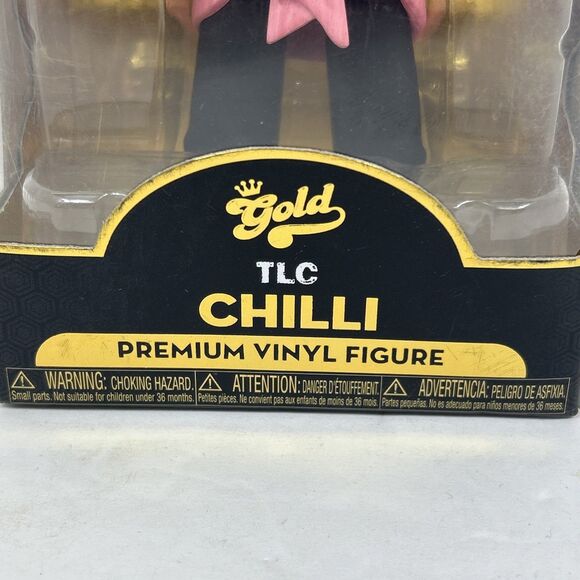 Gold
TLC
CHILLI
PREMIUM VINYL FIGURE
WARNING: CHOKING HAZARD.
Small parts. Not suitable for children under 36 months.
ATTENTION: DANGER D'ÉTOUFFEMENT.
Petites pièces. Ne convient pas aux enfants de moins de 36 mois.
ADVERTENCIA: PELIGRO DE ASFIXIA.
Partes pequeñas. No es adecuado para niños menores de 36 meses.